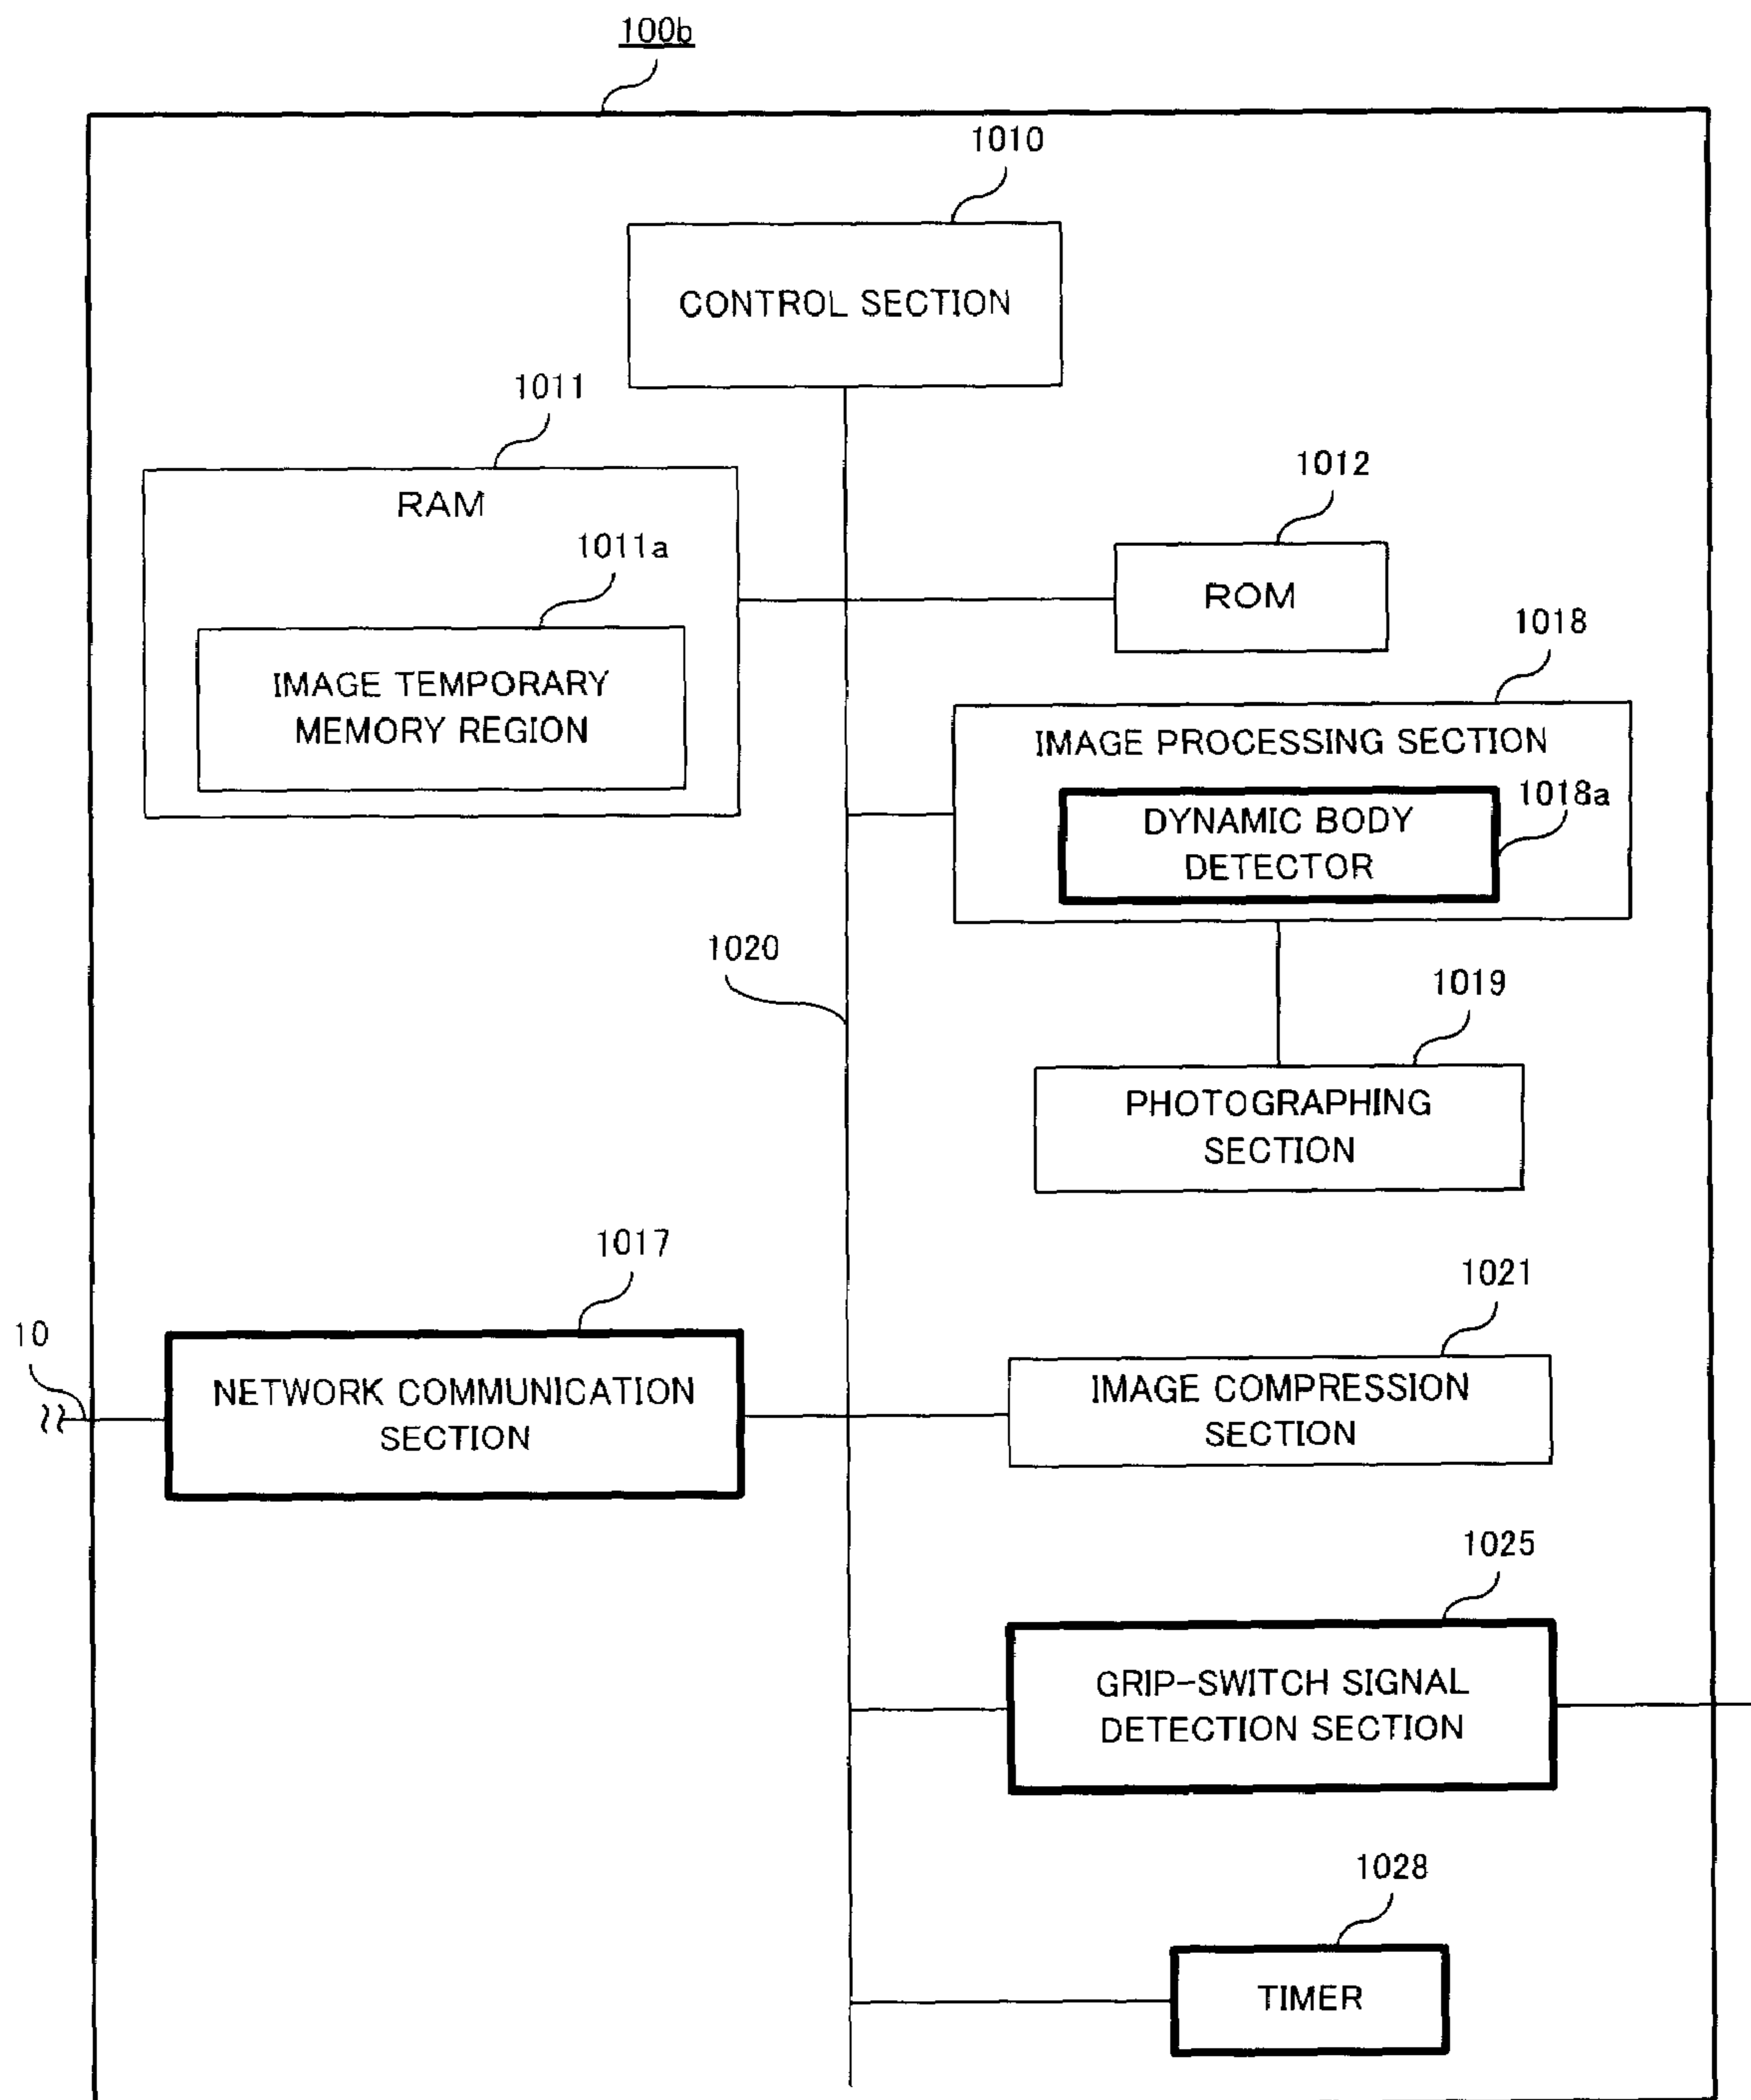 100b
1010
CONTROL SECTION
1011
RAM
1011a
IMAGE TEMPORARY
MEMORY REGION
1012
ROM
1018
IMAGE PROCESSING SECTION
1018a
DYNAMIC BODY
DETECTOR
1020
1019
PHOTOGRAPHING
SECTION
1017
10
NETWORK COMMUNICATION
SECTION
1021
IMAGE COMPRESSION
SECTION
1025
GRIP-SWITCH SIGNAL
DETECTION SECTION
1028
TIMER